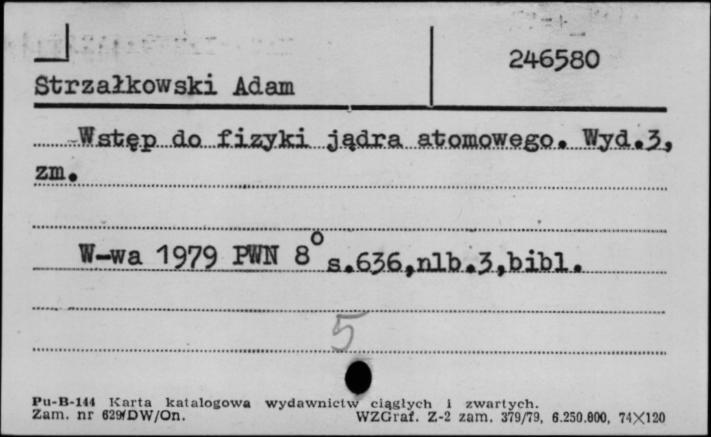 246580
Strzałkowski Adam
Wstęp do fizyki jądra atomowego. Wyd.3,
zm.
W-wa 1979 PWN 8° s.636,nlb.3,bibl.
5
Pu-B-144 Karta katalogowa wydawnictw ciągłych i zwartych.
Zam. nr 629/DW/On. WZGraf. Z-2 zam. 379/79, 6.250.000, 74X120